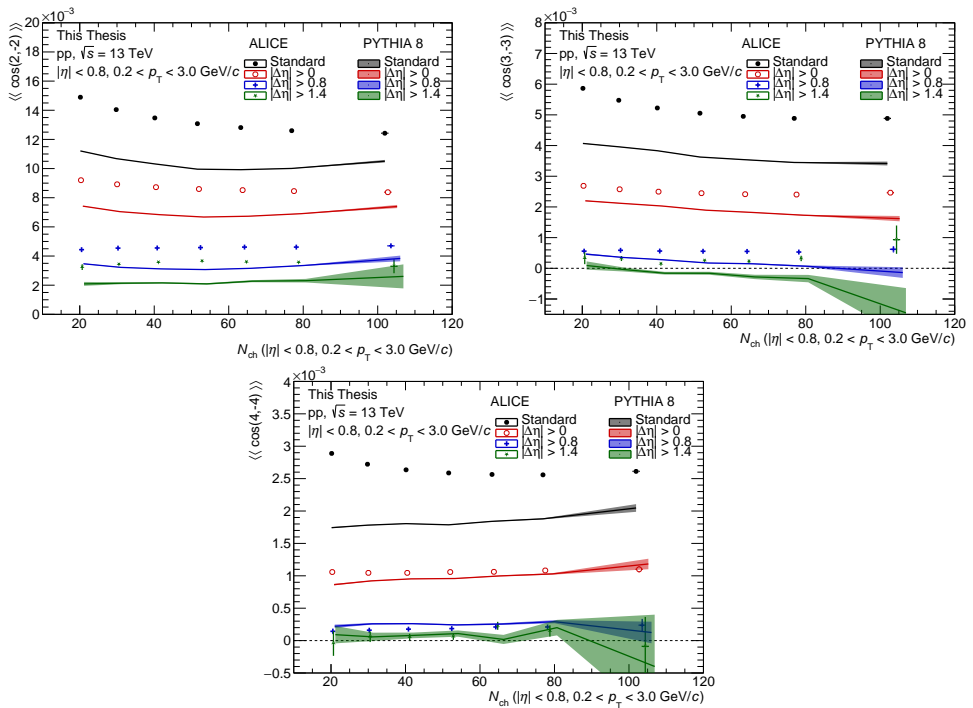 ×10⁻³
⟨⟨ cos(2,-2) ⟩⟩
20
18
16
14
12
10
8
6
4
2
0
This Thesis
pp, √s = 13 TeV
|η| < 0.8, 0.2 < p_T < 3.0 GeV/c
ALICE
Standard
|Δη| > 0
|Δη| > 0.8
|Δη| > 1.4
PYTHIA 8
Standard
|Δη| > 0
|Δη| > 0.8
|Δη| > 1.4
20 40 60 80 100 120
N_ch (|η| < 0.8, 0.2 < p_T < 3.0 GeV/c)
×10⁻³
⟨⟨ cos(3,-3) ⟩⟩
8
7
6
5
4
3
2
1
0
−1
This Thesis
pp, √s = 13 TeV
|η| < 0.8, 0.2 < p_T < 3.0 GeV/c
ALICE
Standard
|Δη| > 0
|Δη| > 0.8
|Δη| > 1.4
PYTHIA 8
Standard
|Δη| > 0
|Δη| > 0.8
|Δη| > 1.4
20 40 60 80 100 120
N_ch (|η| < 0.8, 0.2 < p_T < 3.0 GeV/c)
×10⁻³
⟨⟨ cos(4,-4) ⟩⟩
4
3.5
3
2.5
2
1.5
1
0.5
0
−0.5
This Thesis
pp, √s = 13 TeV
|η| < 0.8, 0.2 < p_T < 3.0 GeV/c
ALICE
Standard
|Δη| > 0
|Δη| > 0.8
|Δη| > 1.4
PYTHIA 8
Standard
|Δη| > 0
|Δη| > 0.8
|Δη| > 1.4
20 40 60 80 100 120
N_ch (|η| < 0.8, 0.2 < p_T < 3.0 GeV/c)